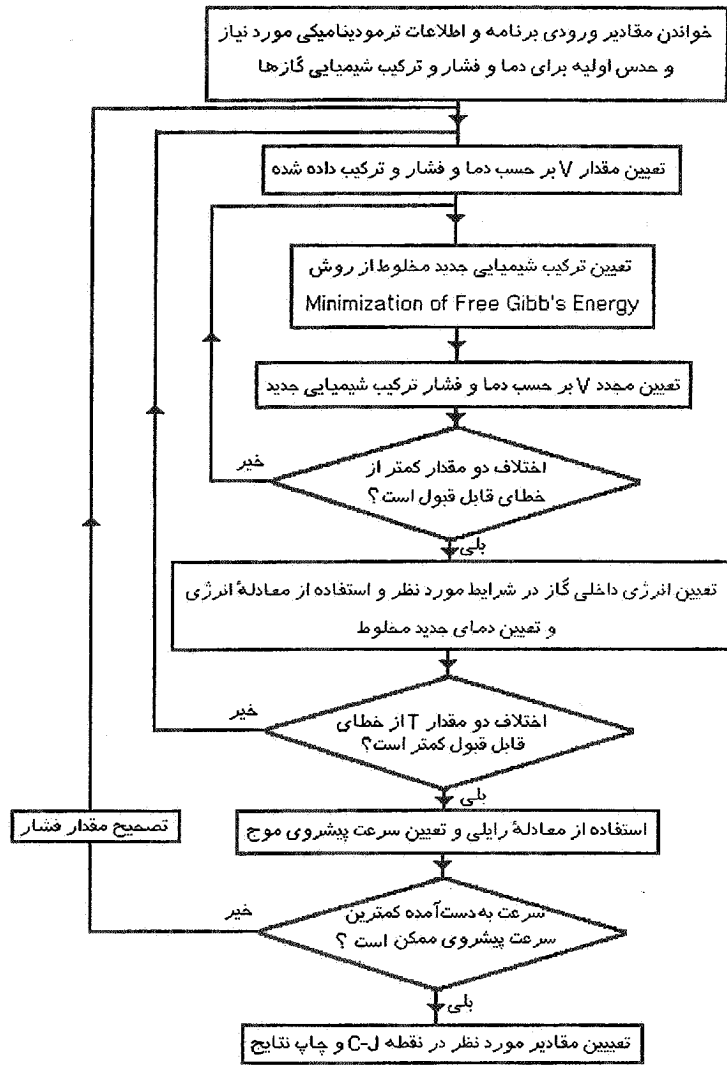 خواندن مقادیر ورودی برنامه و اطلاعات ترمودینامیکی مورد نیاز
و حدس اولیه برای دما و فشار و ترکیب شیمیایی گازها
تعیین مقدار V بر حسب دما و فشار و ترکیب داده شده
تعیین ترکیب شیمیایی جدید مخلوط از روش
Minimization of Free Gibb's Energy
تعیین مجدد V بر حسب دما و فشار ترکیب شیمیایی جدید
اختلاف دو مقدار کمتر از
خطای قابل قبول است؟
خیر
بلی
تعیین انرژی داخلی گاز در شرایط مورد نظر و استفاده از معادلهٔ انرژی
و تعیین دمای جدید مخلوط
اختلاف دو مقدار T از خطای
قابل قبول کمتر است؟
خیر
بلی
استفاده از معادلهٔ رایلی و تعیین سرعت پیشروی موج
تصحیح مقدار فشار
سرعت به‌دست‌آمده کمترین
سرعت پیشروی ممکن است ؟
خیر
بلی
تعییین مقادیر مورد نظر در نقطه C-J و چاپ نتایج